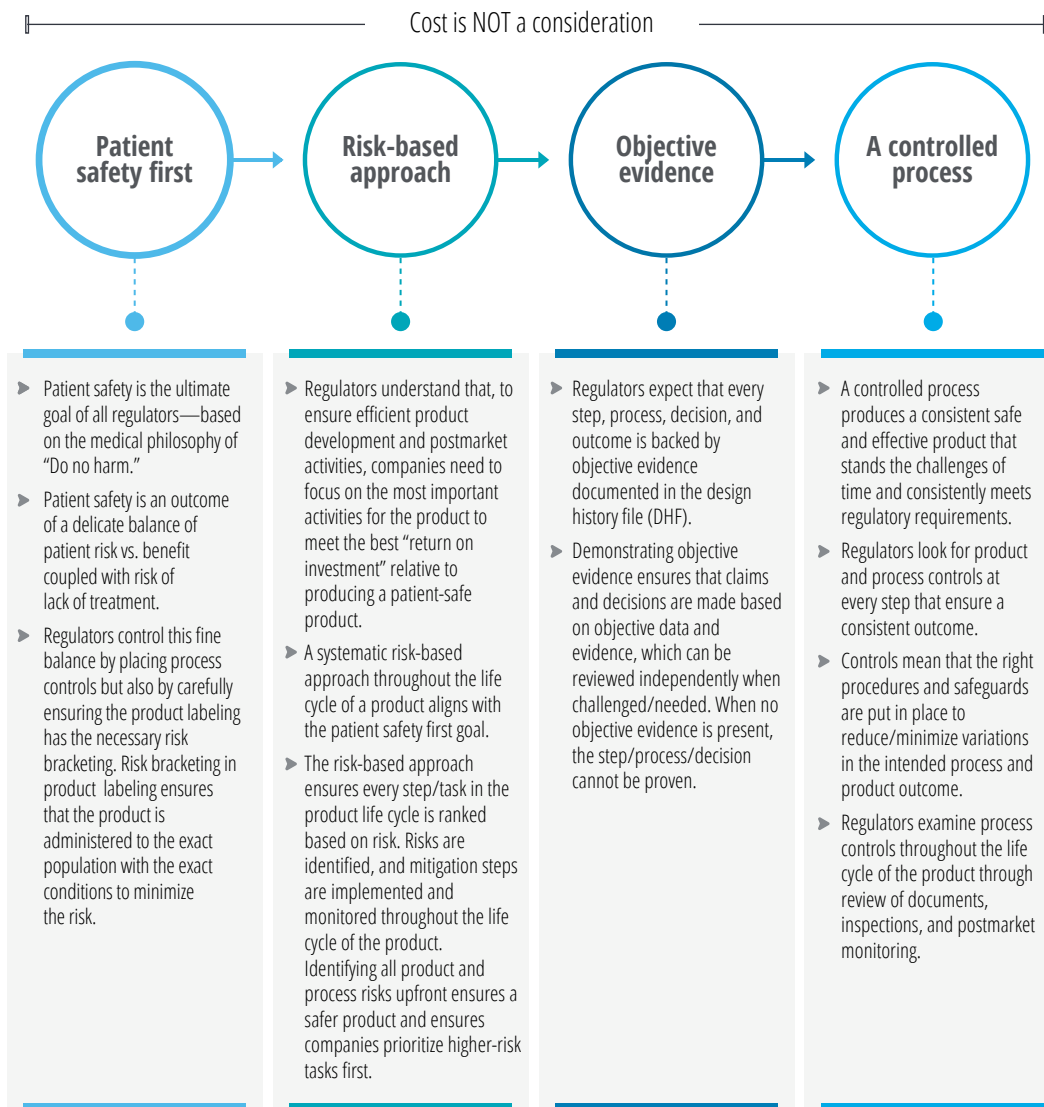 Cost is NOT a consideration
Patient
safety first
Risk-based
approach
Objective
evidence
A controlled
process
Patient safety is the ultimate
goal of all regulators—based
on the medical philosophy of
“Do no harm.”
Patient safety is an outcome
of a delicate balance of
patient risk vs. benefit
coupled with risk of
lack of treatment.
Regulators control this fine
balance by placing process
controls but also by carefully
ensuring the product labeling
has the necessary risk
bracketing. Risk bracketing in
product labeling ensures
that the product is
administered to the exact
population with the exact
conditions to minimize
the risk.
Regulators understand that, to
ensure efficient product
development and postmarket
activities, companies need to
focus on the most important
activities for the product to
meet the best “return on
investment” relative to
producing a patient-safe
product.
A systematic risk-based
approach throughout the life
cycle of a product aligns with
the patient safety first goal.
The risk-based approach
ensures every step/task in the
product life cycle is ranked
based on risk. Risks are
identified, and mitigation steps
are implemented and
monitored throughout the life
cycle of the product.
Identifying all product and
process risks upfront ensures a
safer product and ensures
companies prioritize higher-risk
tasks first.
Regulators expect that every
step, process, decision, and
outcome is backed by
objective evidence
documented in the design
history file (DHF).
Demonstrating objective
evidence ensures that claims
and decisions are made based
on objective data and
evidence, which can be
reviewed independently when
challenged/needed. When no
objective evidence is present,
the step/process/decision
cannot be proven.
A controlled process
produces a consistent safe
and effective product that
stands the challenges of
time and consistently meets
regulatory requirements.
Regulators look for product
and process controls at
every step that ensure a
consistent outcome.
Controls mean that the right
procedures and safeguards
are put in place to
reduce/minimize variations
in the intended process and
product outcome.
Regulators examine process
controls throughout the life
cycle of the product through
review of documents,
inspections, and postmarket
monitoring.